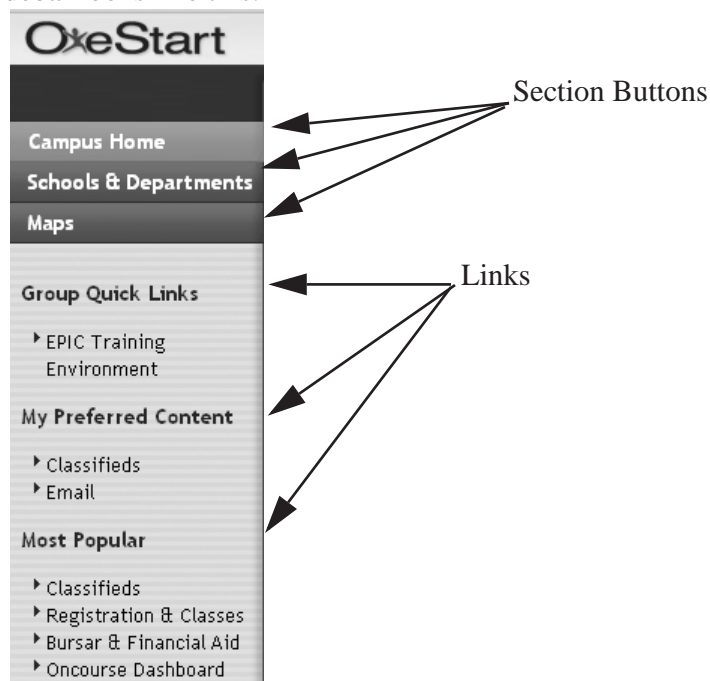 OneStart
Section Buttons
Campus Home
Schools & Departments
Maps
Links
Group Quick Links
EPIC Training
Environment
My Preferred Content
Classifieds
Email
Most Popular
Classifieds
Registration & Classes
Bursar & Financial Aid
Oncourse Dashboard